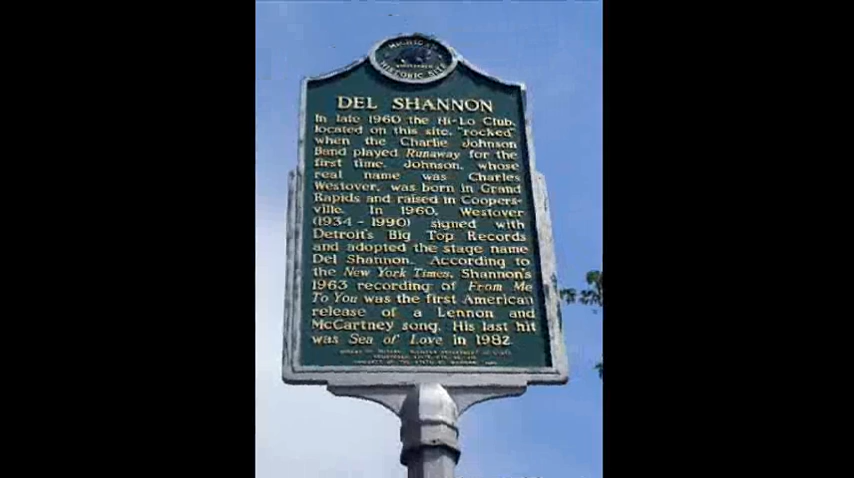 MICHIGAN
HISTORIC SITE
DEL SHANNON
In late 1960 the Hi-Lo Club,
located on this site, "rocked"
when the Charlie Johnson
Band played Runaway for the
first time. Johnson, whose
real name was Charles
Westover, was born in Grand
Rapids and raised in Coopers-
ville. In 1960, Westover
(1934-1990) signed with
Detroit's Big Top Records
and adopted the stage name
Del Shannon. According to
the New York Times, Shannon's
1963 recording of From Me
To You was the first American
release of a Lennon and
McCartney song. His last hit
was Sea of Love in 1982.